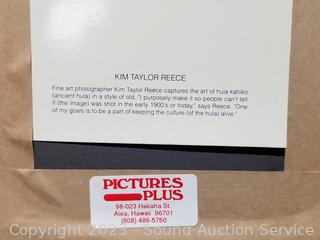 KIM TAYLOR REECE
Fine art photographer Kim Taylor Reece captures the art of hula kahiko
(ancient hula) in a style of old. "I purposely make it so people can't tell
if (the image) was shot in the early 1900's or today," says Reece. "One
of my goals is to be a part of keeping the culture (of the hula) alive."
PICTURES
PLUS
98-023 Hekaha St.
Aiea, Hawaii 96701
(808) 486-5750
Copyright 2023 Sound Auction Service